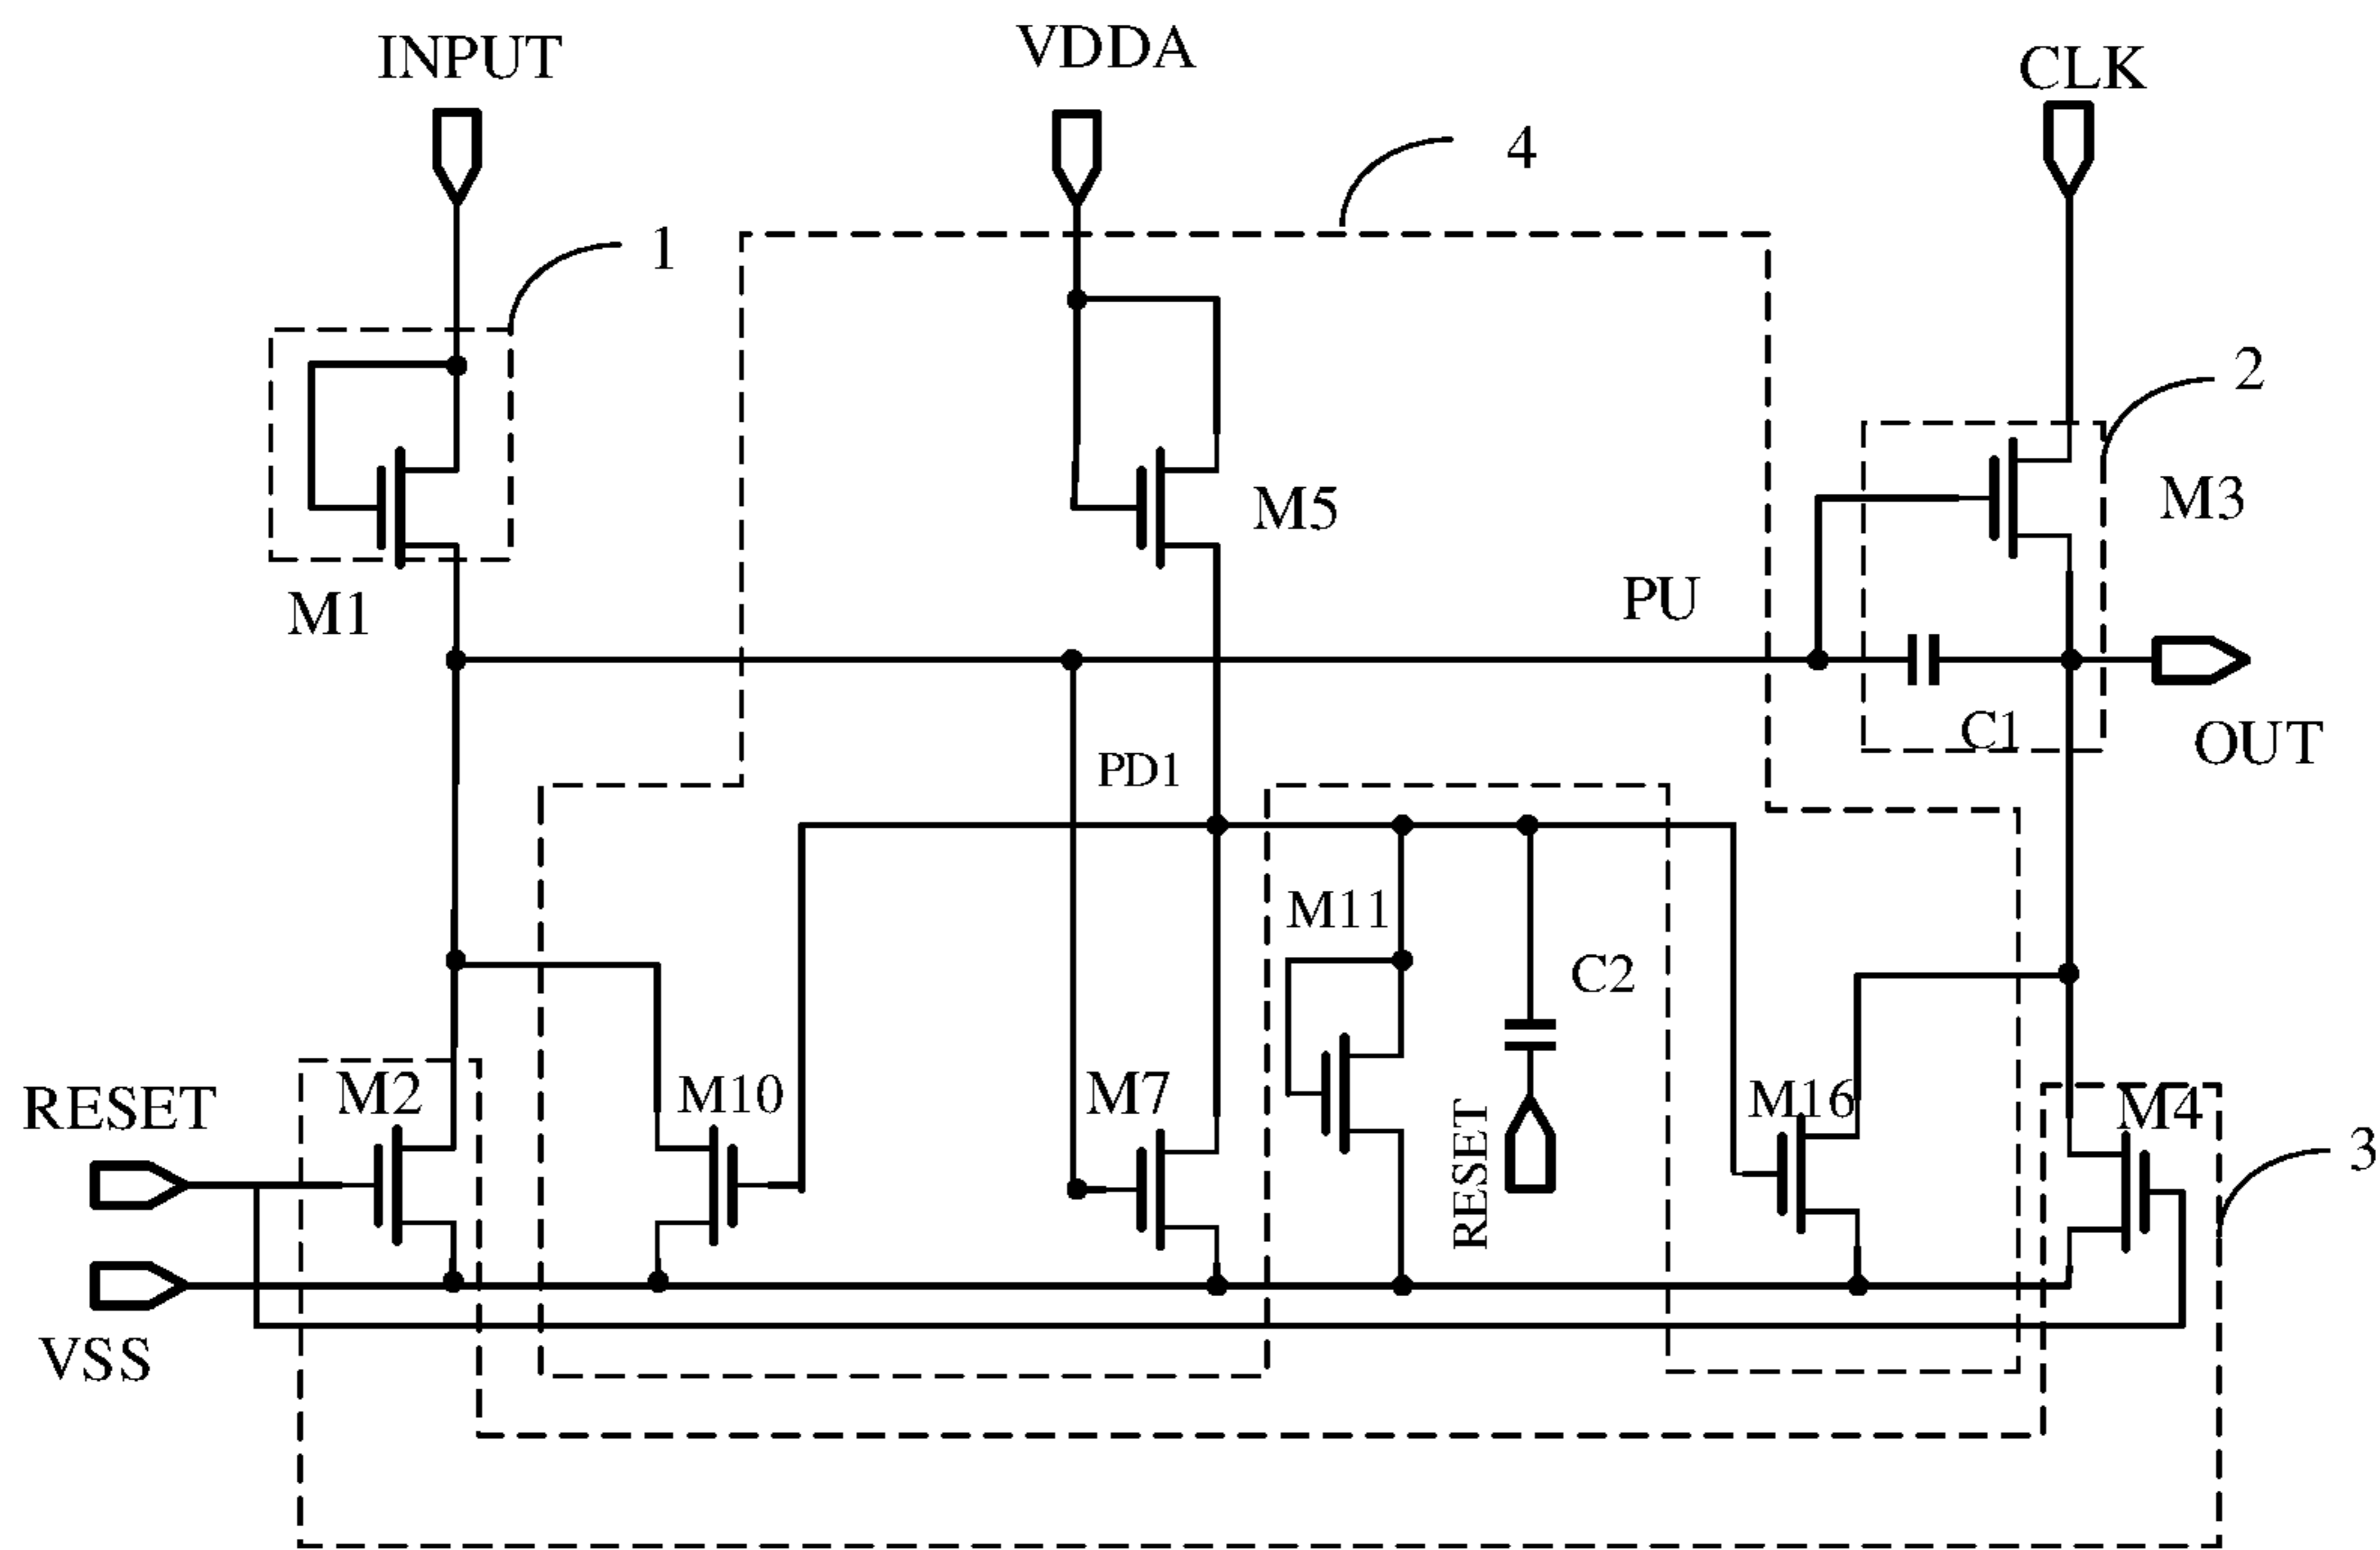 INPUT
VDDA
CLK
4
1
2
M5
M3
M1
PU
C1
OUT
PD1
M11
C2
RESET
M2
M10
M7
RESET
M16
M4
3
VSS